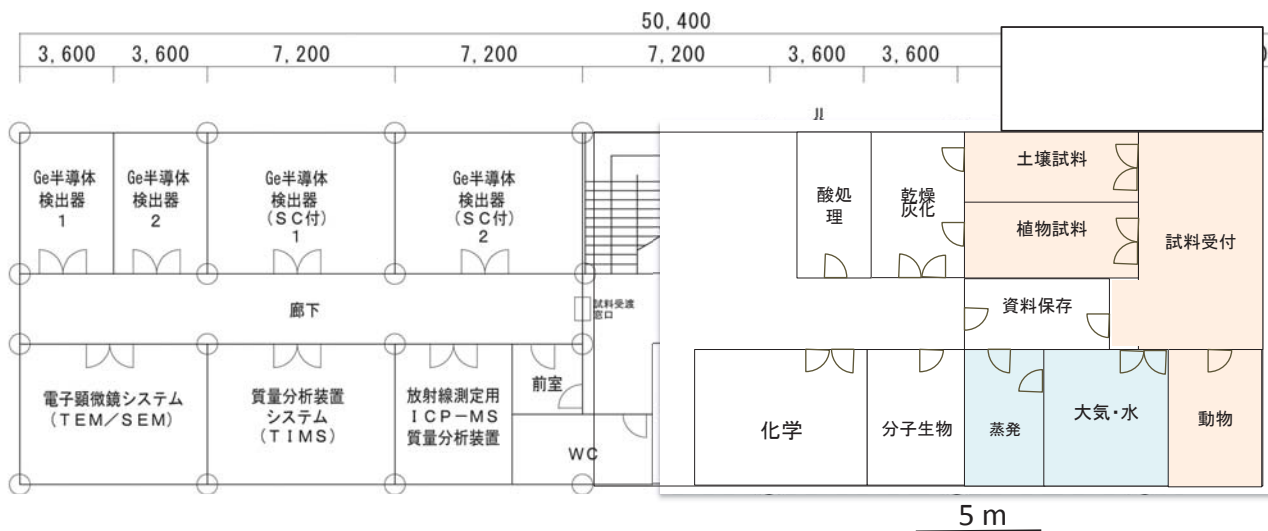 50,400
3,600
3,600
7,200
7,200
7,200
3,600
3,600
0
Ge半導体
検出器
1
Ge半導体
検出器
2
Ge半導体
検出器
(SC付)
1
Ge半導体
検出器
(SC付)
2
酸処
理
乾燥
灰化
土壌試料
植物試料
試料受付
廊下
試料受渡
窓口
資料保存
電子顕微鏡システム
(TEM/SEM)
質量分析装置
システム
(TIMS)
放射線測定用
ICP-MS
質量分析装置
前室
WC
化学
分子生物
蒸発
大気・水
動物
5 m